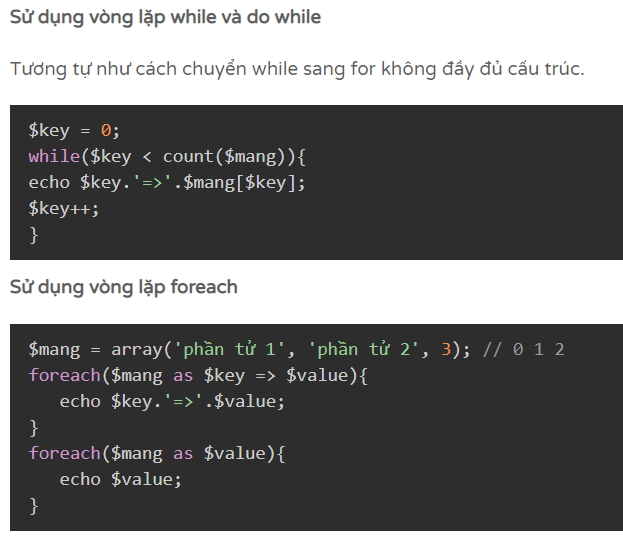 Sử dụng vòng lặp while và do while
Tương tự như cách chuyển while sang for không đầy đủ cấu trúc.
$key = 0;
while($key < count($mang)){
echo $key.'=>'.$mang[$key];
$key++;
}
Sử dụng vòng lặp foreach
$mang = array('phần tử 1', 'phần tử 2', 3); // 0 1 2
foreach($mang as $key => $value){
   echo $key.'=>'.$value;
}
foreach($mang as $value){
   echo $value;
}